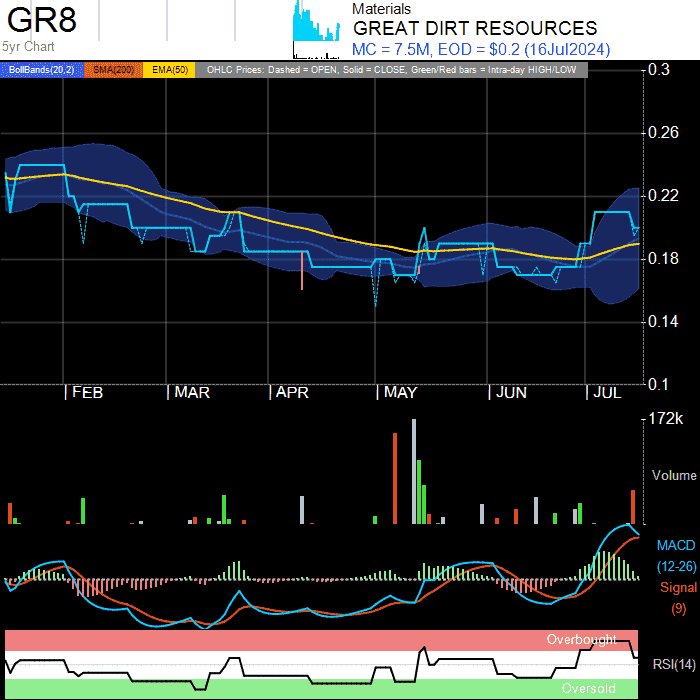 GR8
5yr Chart
Materials
GREAT DIRT RESOURCES
MC = 7.5M, EOD = $0.2 (16Jul2024)
BollBands(20,2) SMA(200) EMA(50) OHLC Prices: Dashed = OPEN, Solid = CLOSE, Green/Red bars = Intra-day HIGH/LOW
0.3
0.26
0.22
0.18
0.14
0.1
FEB MAR APR MAY JUN JUL
172k
Volume
MACD
(12-26)
Signal
(9)
Overbought
RSI(14)
Oversold